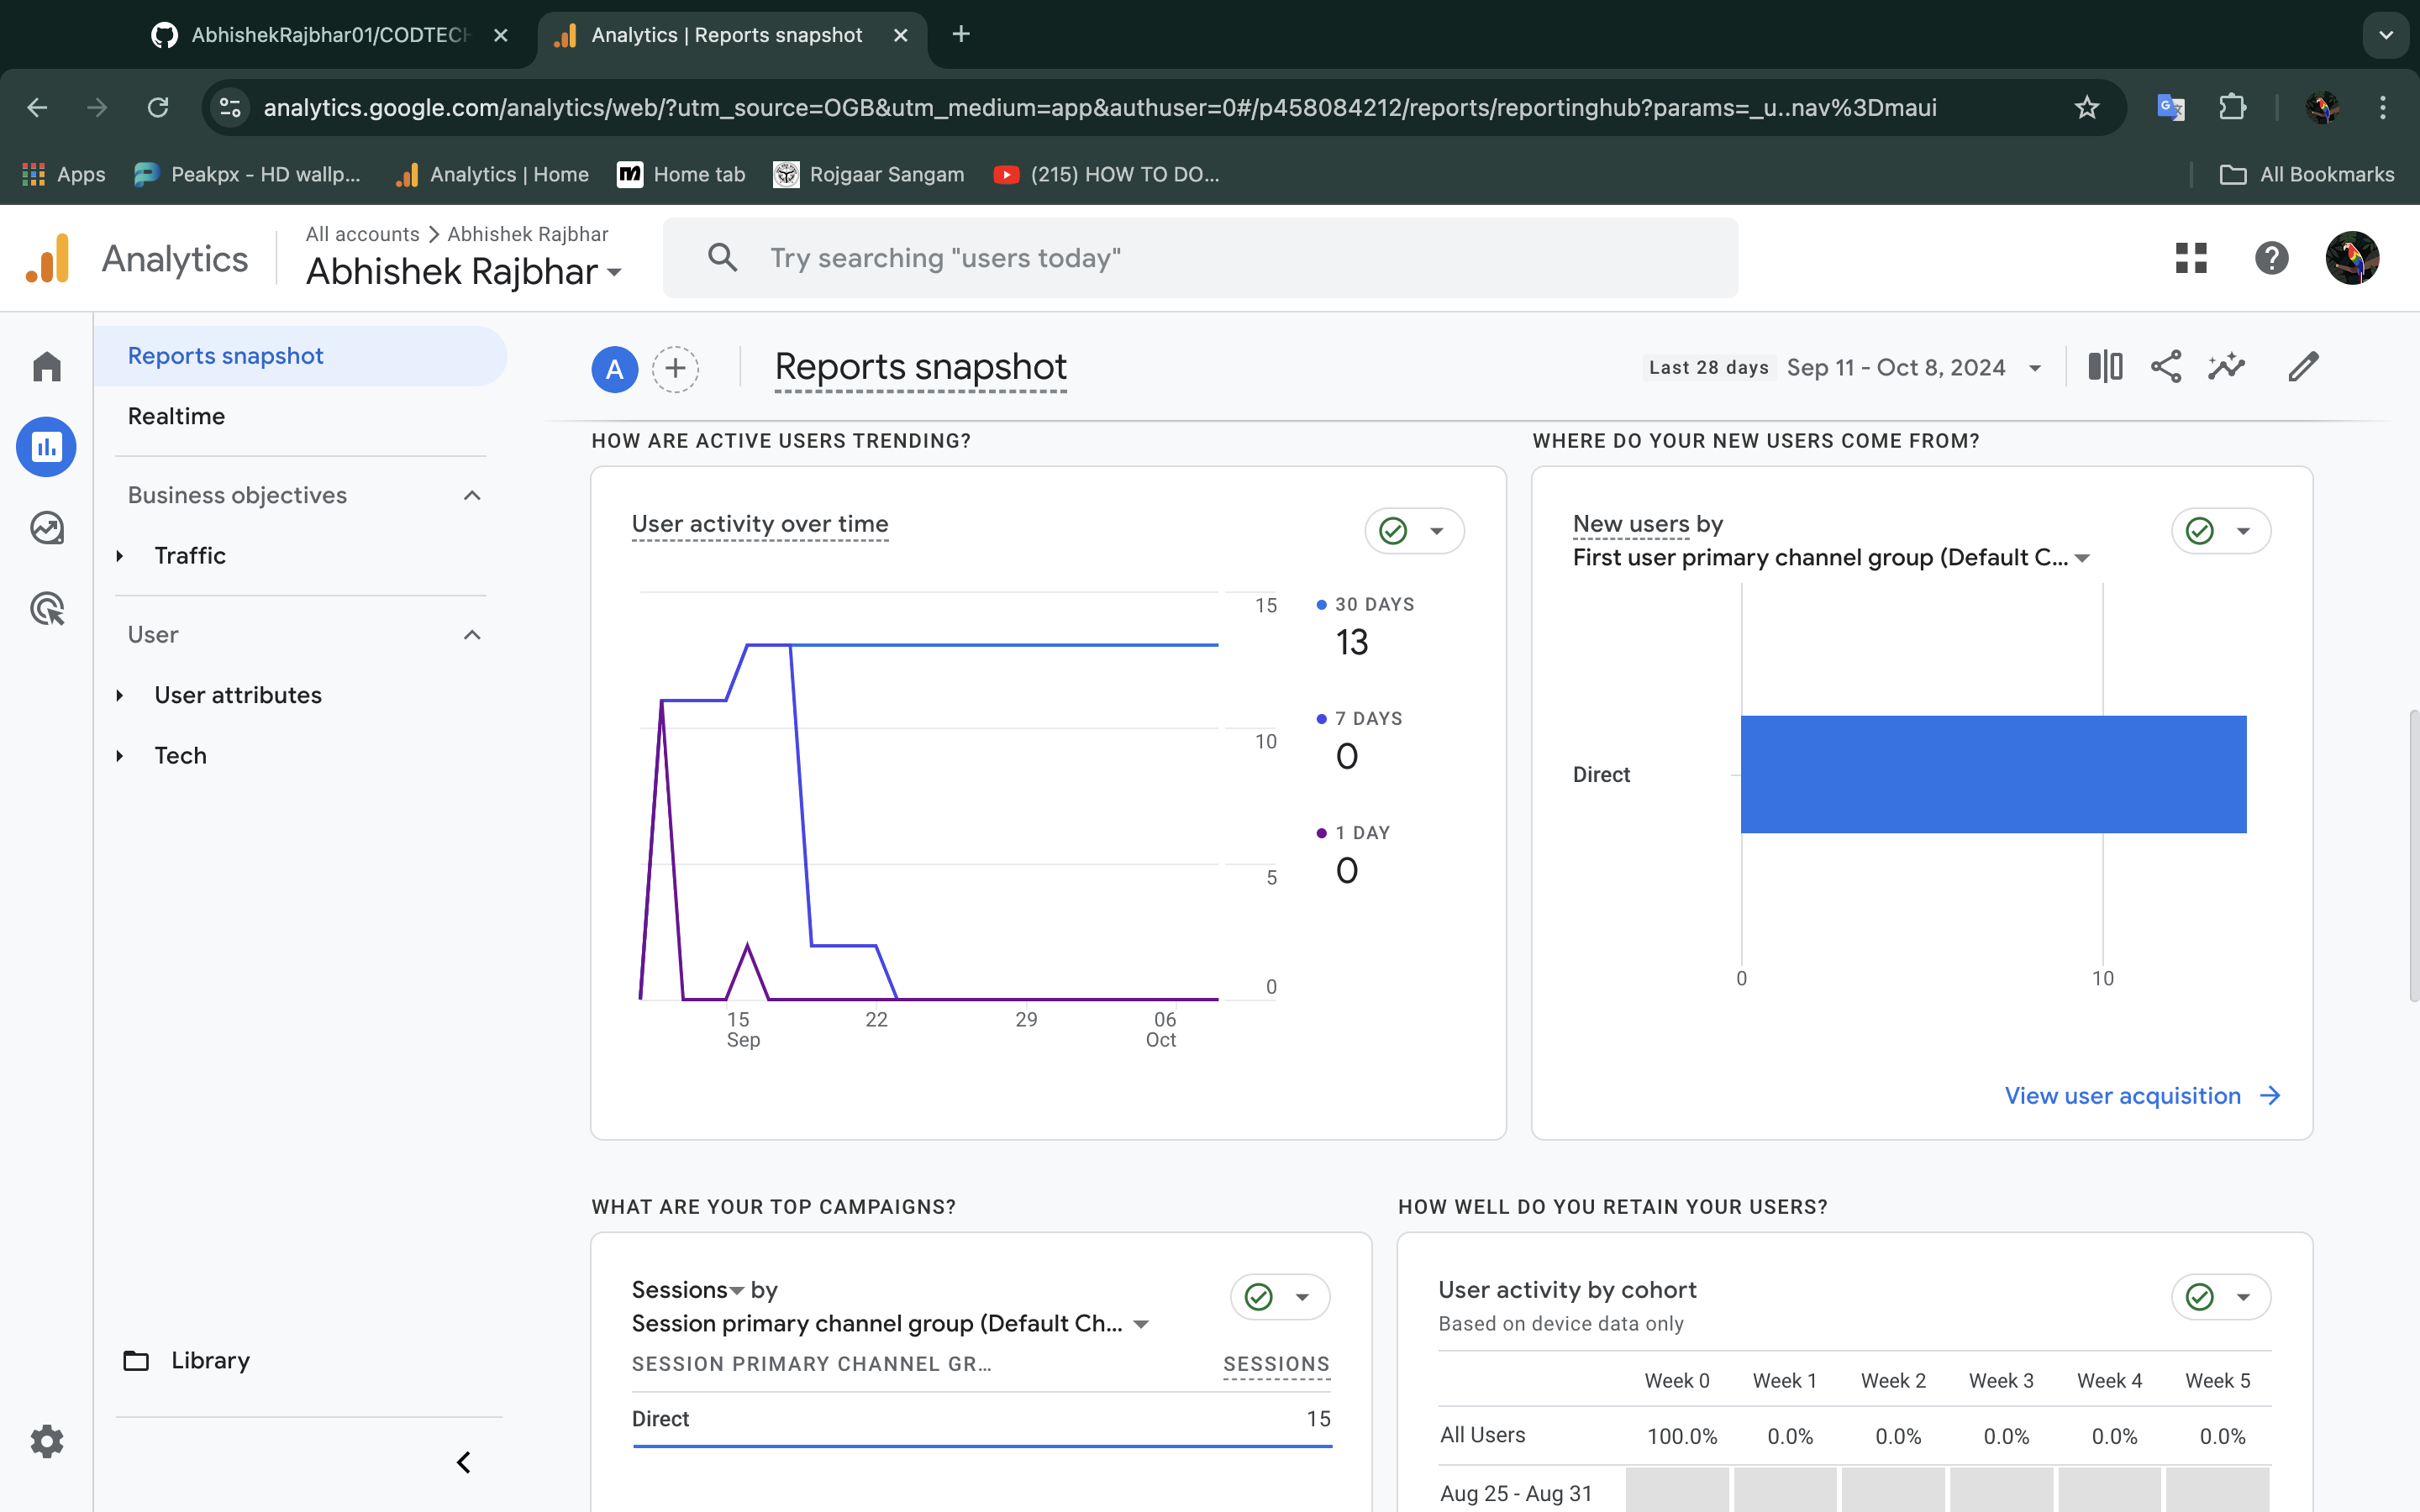 AbhishekRajbhar01/CODTECH
Analytics | Reports snapshot
analytics.google.com/analytics/web/?utm_source=OGB&utm_medium=app&authuser=0#/p458084212/reports/reportinghub?params=_u..nav%3Dmaui
Apps
Peakpx - HD wallp...
Analytics | Home
Home tab
Rojgaar Sangam
(215) HOW TO DO...
All Bookmarks
Analytics
All accounts > Abhishek Rajbhar
Abhishek Rajbhar
Try searching "users today"
Reports snapshot
Realtime
Business objectives
Traffic
User
User attributes
Tech
Library
A
Reports snapshot
Last 28 days Sep 11 - Oct 8, 2024
HOW ARE ACTIVE USERS TRENDING?
User activity over time
15
10
5
0
15
Sep
22
29
06
Oct
30 DAYS
13
7 DAYS
0
1 DAY
0
WHERE DO YOUR NEW USERS COME FROM?
New users by
First user primary channel group (Default C...
Direct
0
10
View user acquisition
WHAT ARE YOUR TOP CAMPAIGNS?
Sessions by
Session primary channel group (Default Ch...
SESSION PRIMARY CHANNEL GR... SESSIONS
Direct 15
HOW WELL DO YOU RETAIN YOUR USERS?
User activity by cohort
Based on device data only
Week 0 Week 1 Week 2 Week 3 Week 4 Week 5
All Users 100.0% 0.0% 0.0% 0.0% 0.0% 0.0%
Aug 25 - Aug 31